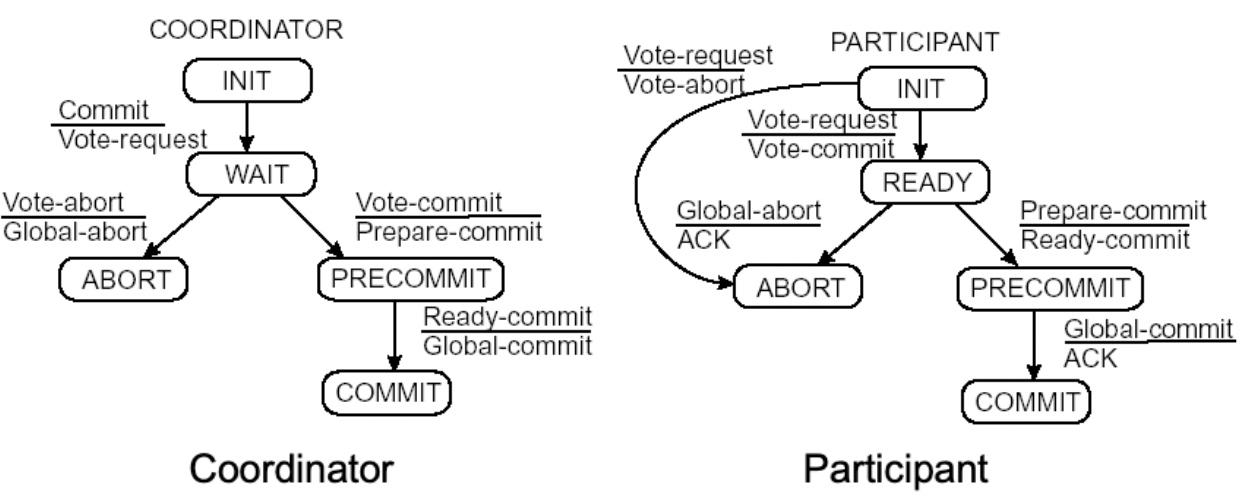 COORDINATOR
INIT
Commit
Vote-request
WAIT
Vote-abort
Global-abort
Vote-commit
Prepare-commit
ABORT
PRECOMMIT
Ready-commit
Global-commit
COMMIT
Coordinator
PARTICIPANT
Vote-request
Vote-abort
INIT
Vote-request
Vote-commit
READY
Global-abort
ACK
Prepare-commit
Ready-commit
ABORT
PRECOMMIT
Global-commit
ACK
COMMIT
Participant